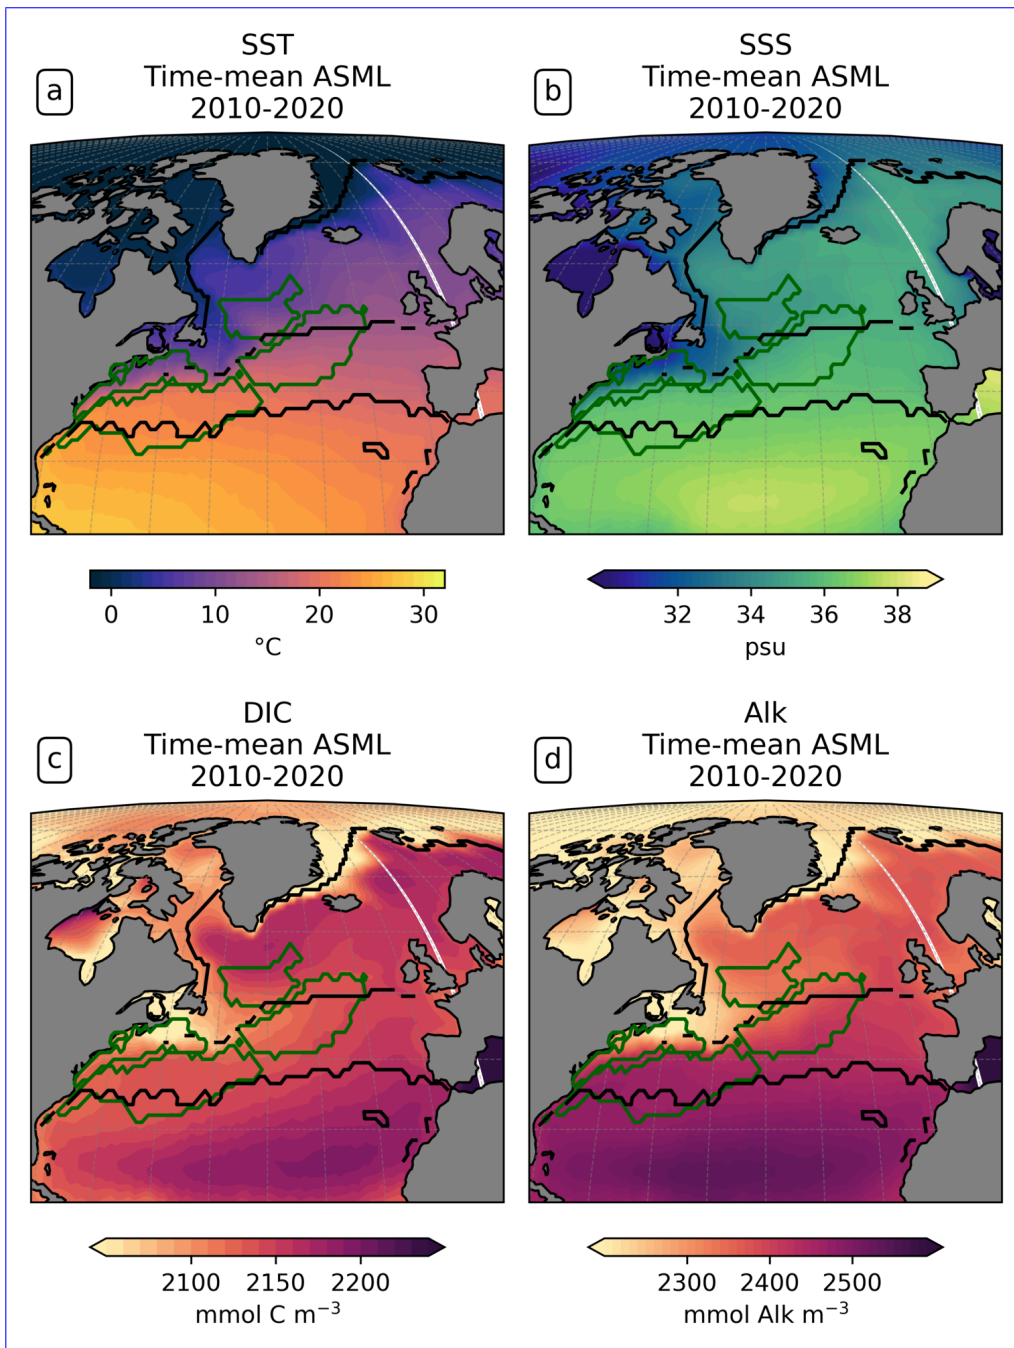 SST
Time-mean ASML
2010-2020
a
SSS
Time-mean ASML
2010-2020
b
0 10 20 30
°C
32 34 36 38
psu
DIC
Time-mean ASML
2010-2020
c
Alk
Time-mean ASML
2010-2020
d
2100 2150 2200
mmol C m⁻³
2300 2400 2500
mmol Alk m⁻³